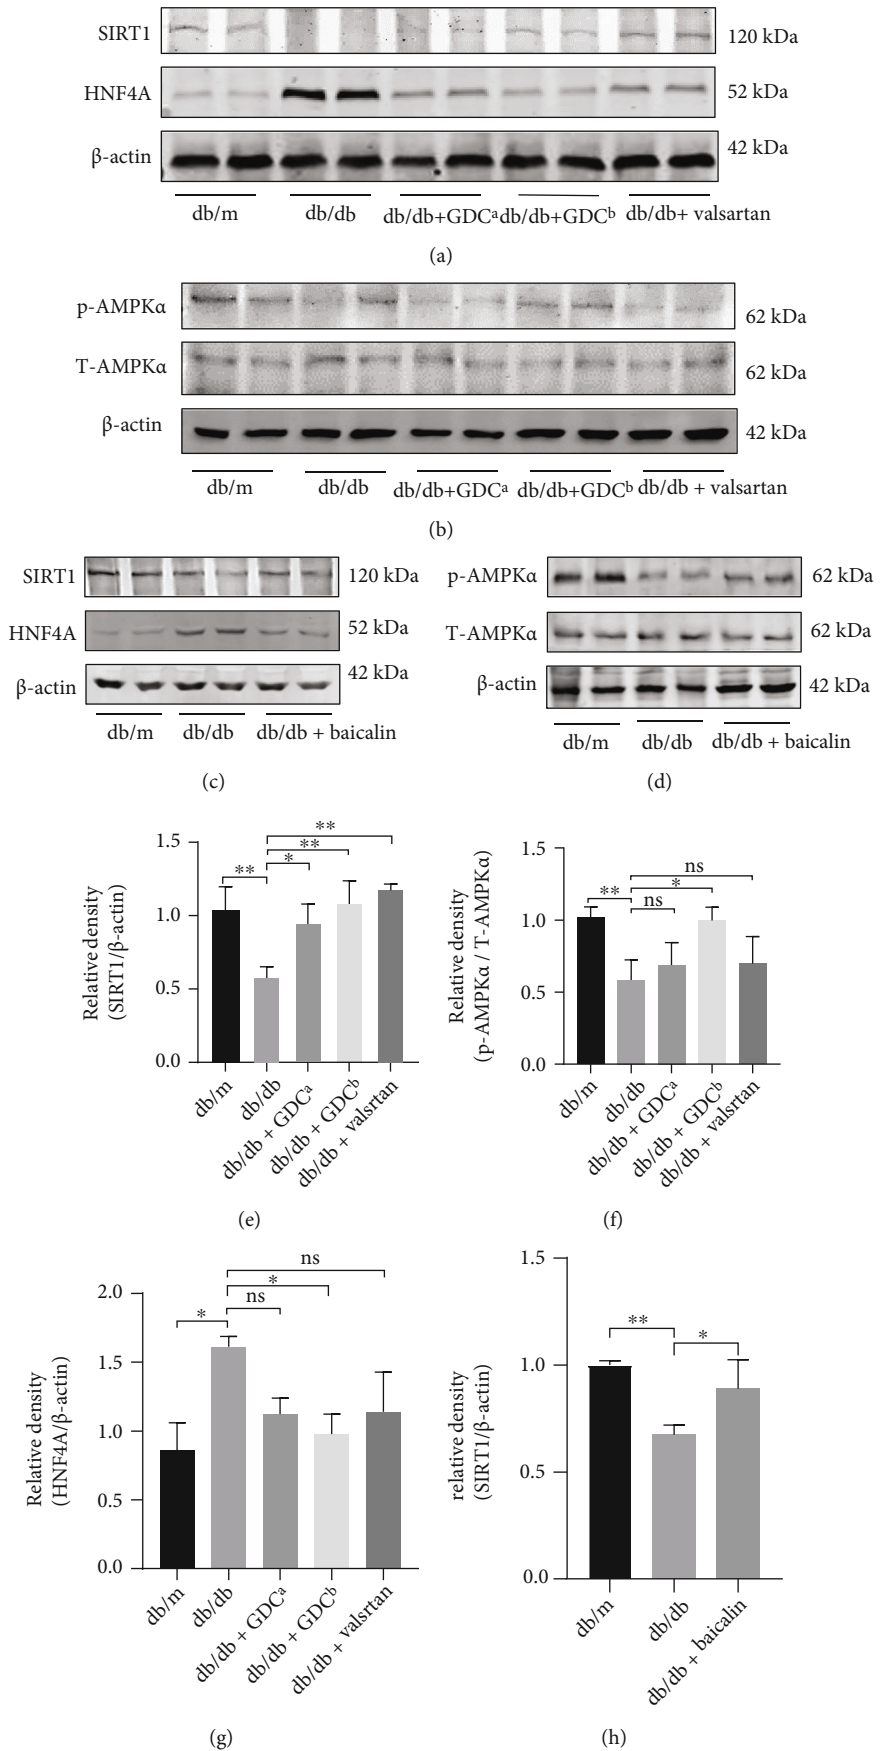 SIRT1
120 kDa
HNF4A
52 kDa
β-actin
42 kDa
db/m db/db db/db+GDCᵃ db/db+GDCᵇ db/db+ valsartan
(a)
p-AMPKα
62 kDa
T-AMPKα
62 kDa
β-actin
42 kDa
db/m db/db db/db+GDCᵃ db/db+GDCᵇ db/db + valsartan
(b)
SIRT1
120 kDa
HNF4A
52 kDa
β-actin
42 kDa
db/m db/db db/db + baicalin
(c)
p-AMPKα
62 kDa
T-AMPKα
62 kDa
β-actin
42 kDa
db/m db/db db/db + baicalin
(d)
Relative density
(SIRT1/β-actin)
1.5
1.0
0.5
0.0
**
**
*
**
db/m
db/db
db/db + GDCᵃ
db/db + GDCᵇ
db/db + valsrtan
(e)
Relative density
(p-AMPKα / T-AMPKα)
1.5
1.0
0.5
0.0
ns
*
**
ns
db/m
db/db
db/db + GDCᵃ
db/db + GDCᵇ
db/db + valsrtan
(f)
Relative density
(HNF4A/β-actin)
2.0
1.5
1.0
0.5
0.0
ns
*
ns
*
db/m
db/db
db/db + GDCᵃ
db/db + GDCᵇ
db/db + valsrtan
(g)
relative density
(SIRT1/β-actin)
1.5
1.0
0.5
0.0
**
*
db/m
db/db
db/db + baicalin
(h)